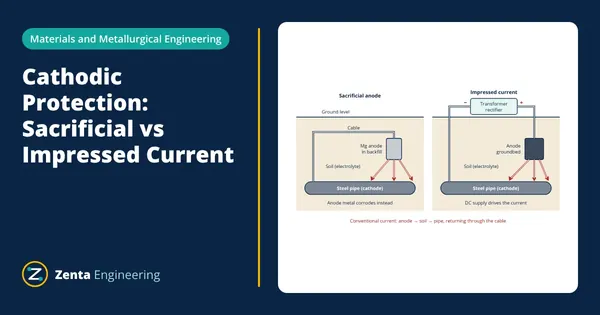 Materials and Metallurgical Engineering
Cathodic
Protection:
Sacrificial vs
Impressed Current
Zenta Engineering
Sacrificial anode
Ground level
Cable
Mg anode
in backfill
Soil (electrolyte)
Steel pipe (cathode)
Anode metal corrodes instead
Impressed current
− +
Transformer
rectifier
Anode
groundbed
Soil (electrolyte)
Steel pipe (cathode)
DC supply drives the current
Conventional current: anode → soil → pipe, returning through the cable